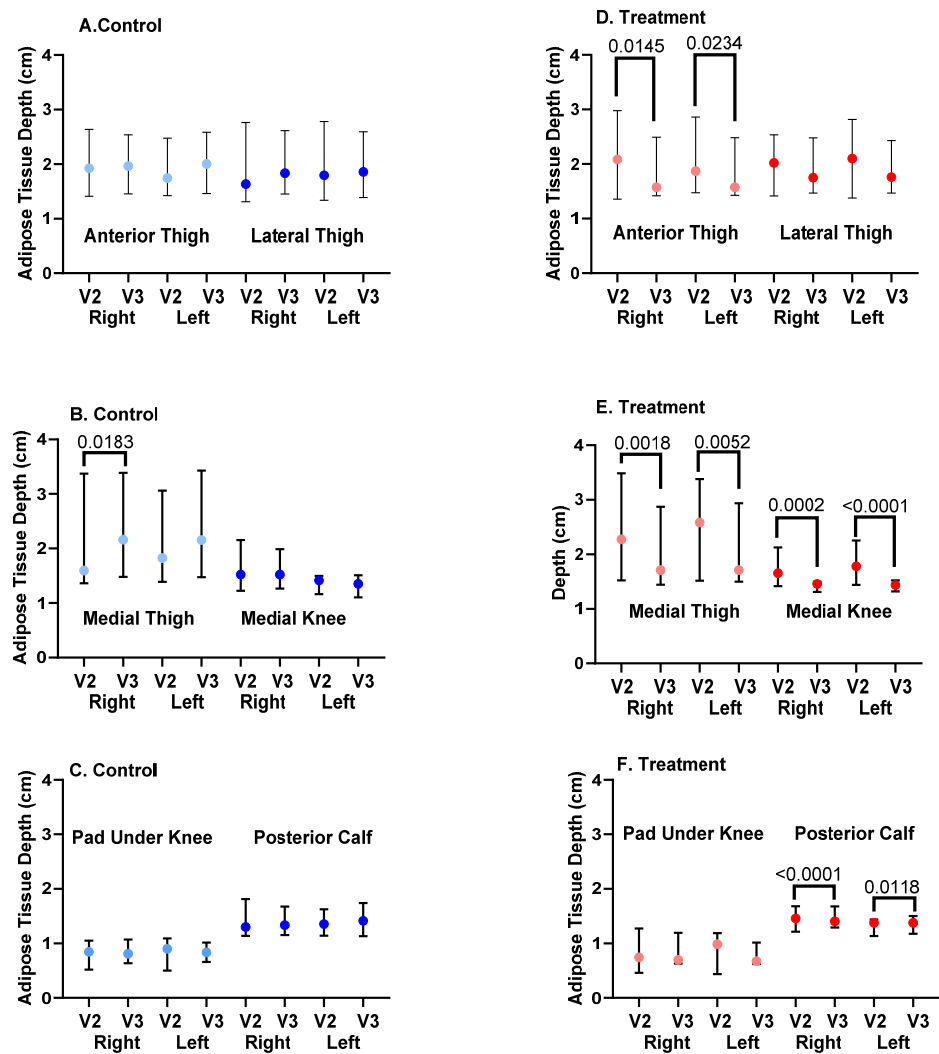 A.Control
Adipose Tissue Depth (cm)
4
3
2
1
0
Anterior Thigh Lateral Thigh
V2 V3 V2 V3 V2 V3 V2 V3
Right Left Right Left
D. Treatment
0.0145 0.0234
Adipose Tissue Depth (cm)
4
3
2
1
0
Anterior Thigh Lateral Thigh
V2 V3 V2 V3 V2 V3 V2 V3
Right Left Right Left
B. Control
0.0183
Adipose Tissue Depth (cm)
4
3
2
1
0
Medial Thigh Medial Knee
V2 V3 V2 V3 V2 V3 V2 V3
Right Left Right Left
E. Treatment
0.0018 0.0052
0.0002 <0.0001
Depth (cm)
4
3
2
1
0
Medial Thigh Medial Knee
V2 V3 V2 V3 V2 V3 V2 V3
Right Left Right Left
C. Control
Adipose Tissue Depth (cm)
4
3
2
1
0
Pad Under Knee Posterior Calf
V2 V3 V2 V3 V2 V3 V2 V3
Right Left Right Left
F. Treatment
Adipose Tissue Depth (cm)
4
3
2
1
0
Pad Under Knee Posterior Calf
<0.0001 0.0118
V2 V3 V2 V3 V2 V3 V2 V3
Right Left Right Left